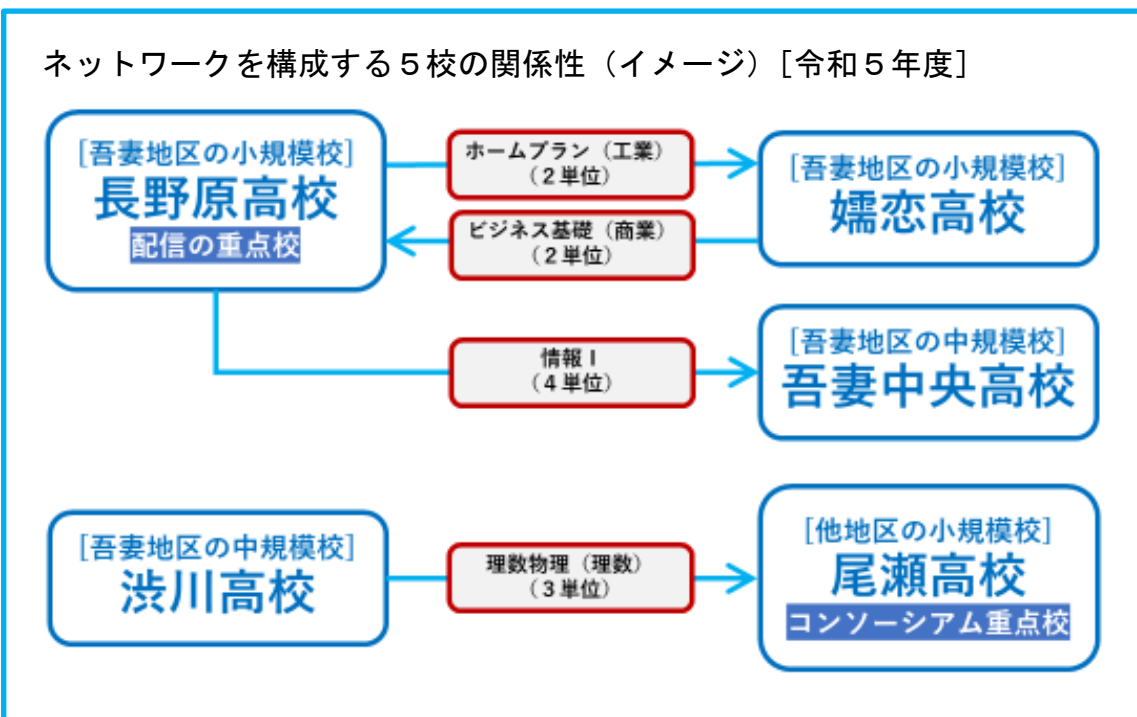 ネットワークを構成する５校の関係性（イメージ）［令和５年度］
［吾妻地区の小規模校］
長野原高校
配信の重点校
ホームプラン（工業）
（２単位）
ビジネス基礎（商業）
（２単位）
［吾妻地区の小規模校］
嬬恋高校
情報Ⅰ
（４単位）
［吾妻地区の中規模校］
吾妻中央高校
［吾妻地区の中規模校］
渋川高校
理数物理（理数）
（３単位）
［他地区の小規模校］
尾瀬高校
コンソーシアム重点校